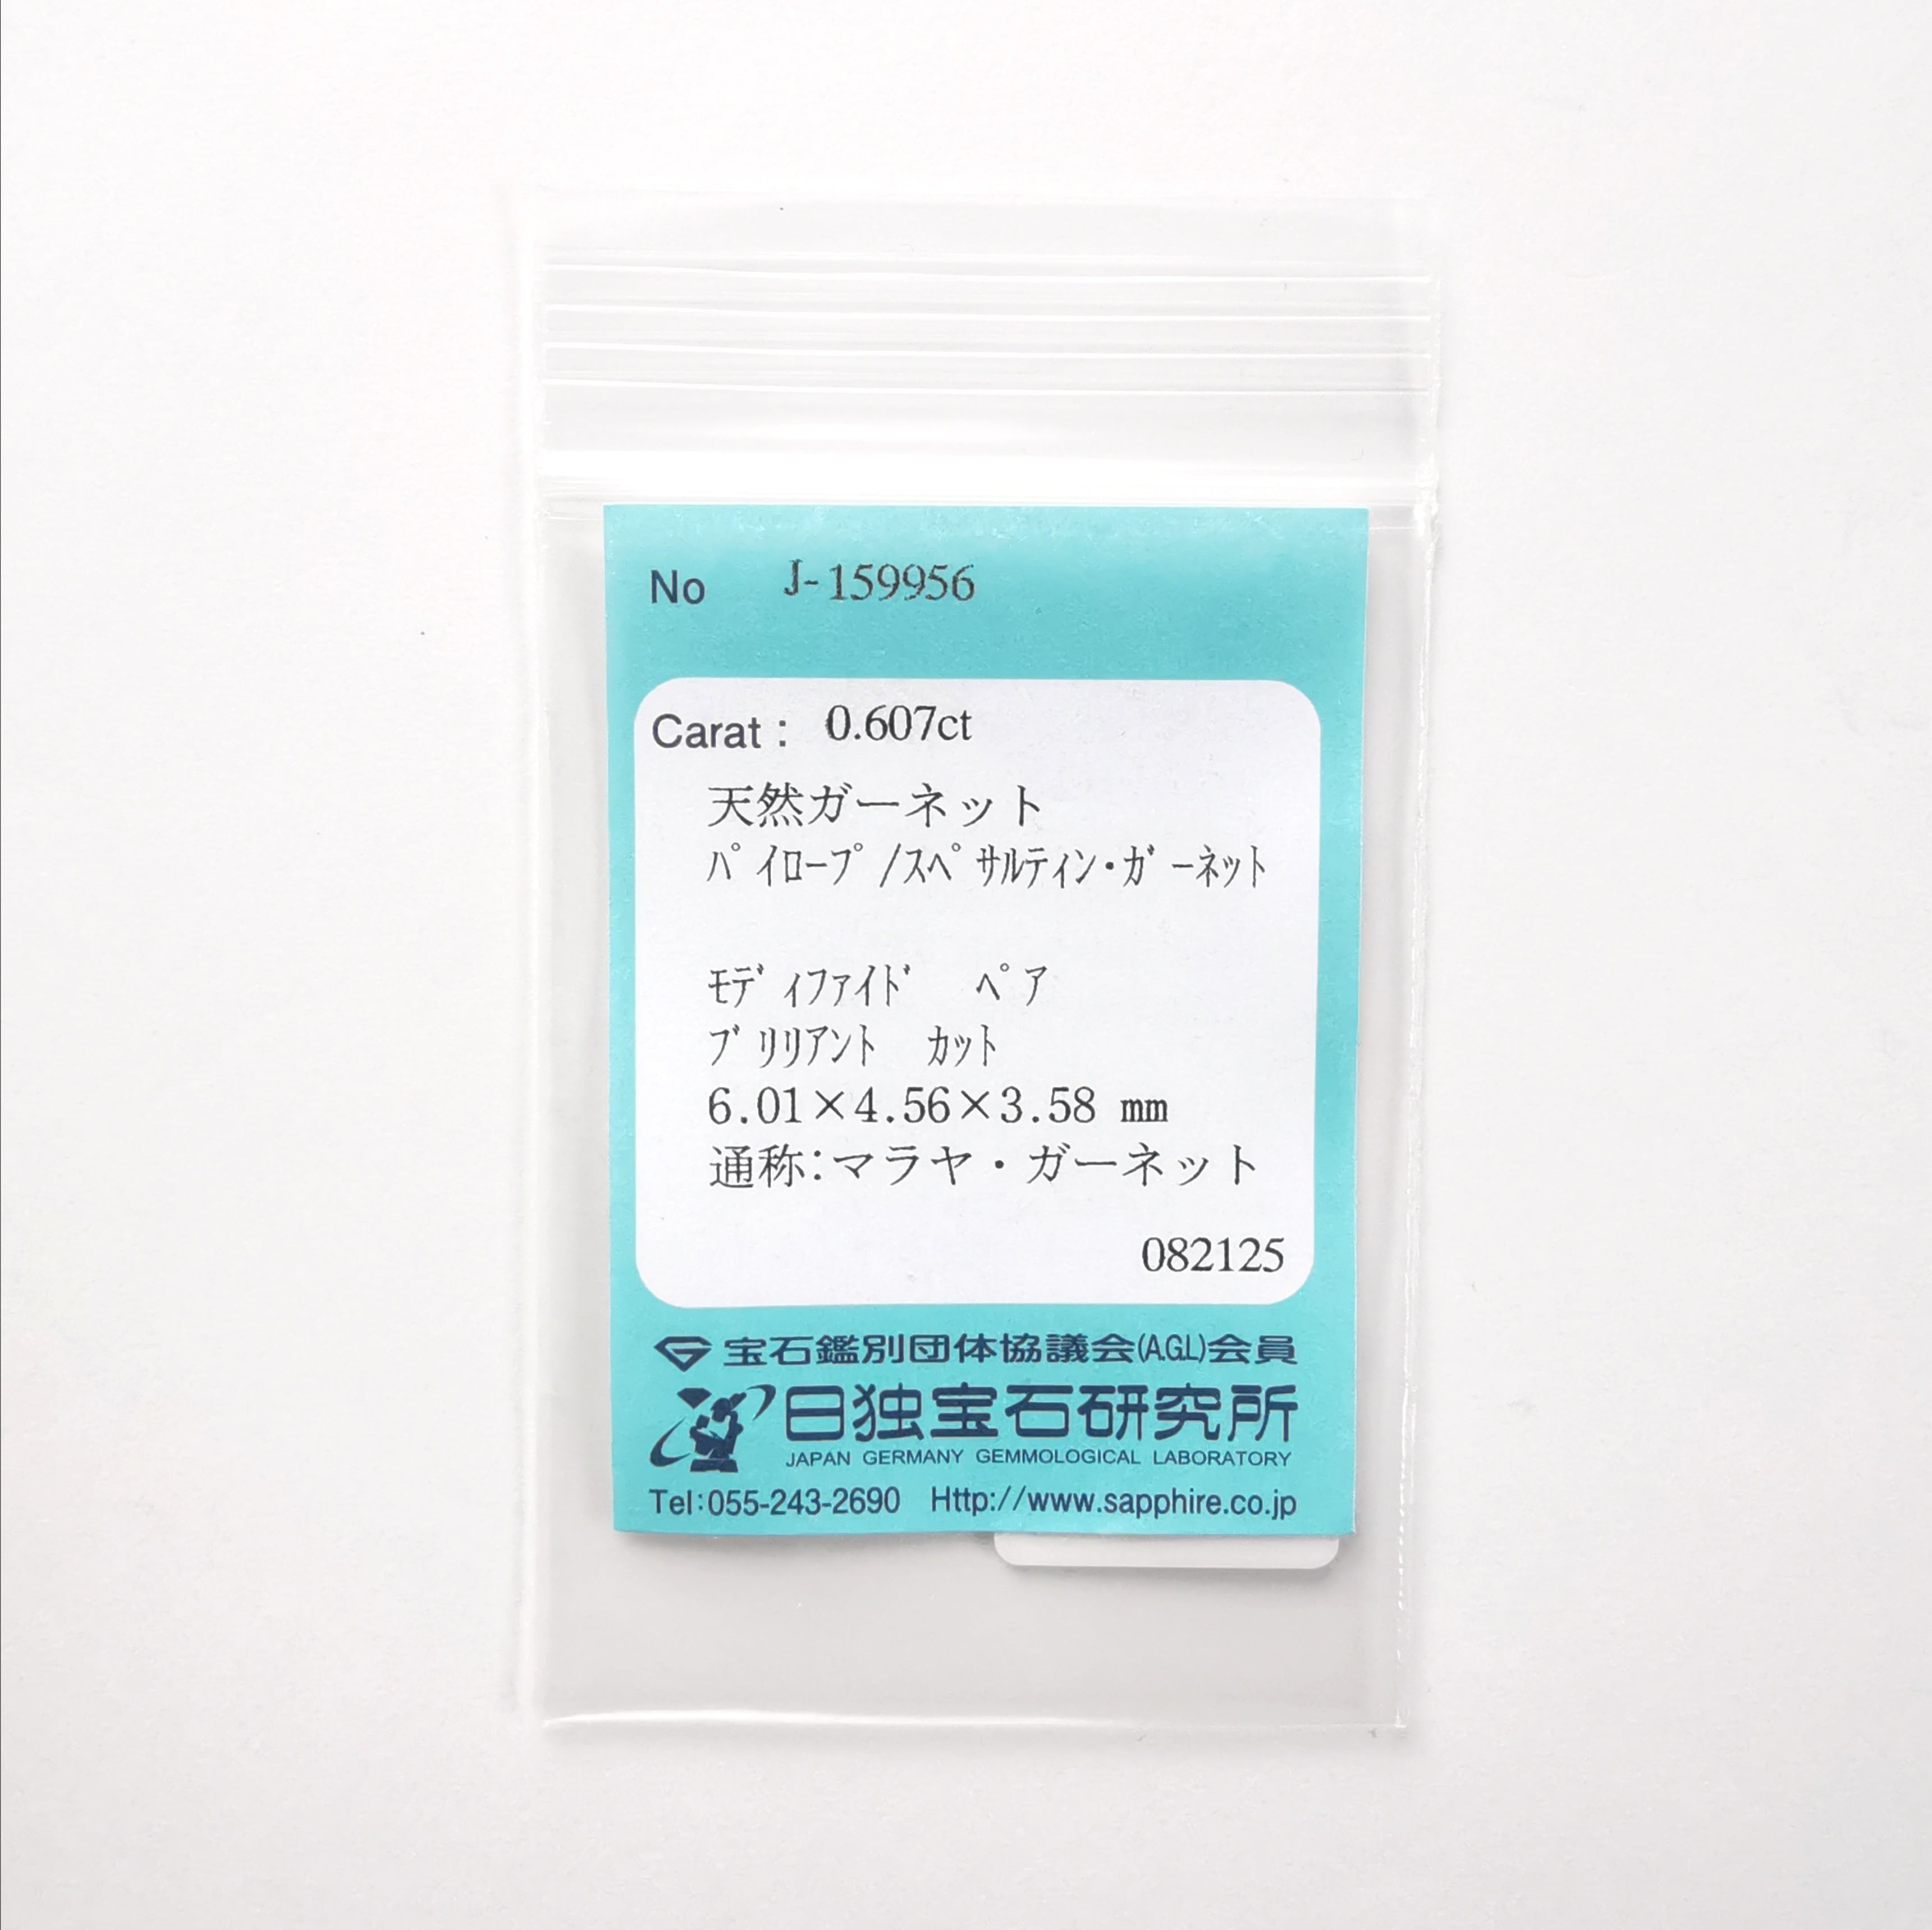 No J-159956
Carat : 0.607ct
天然ガーネット
ﾊﾟｲﾛｰﾌﾟ/ｽﾍﾟｻﾙﾃｨﾝ・ｶﾞｰﾈｯﾄ
ﾓﾃﾞｨﾌｧｲﾄﾞ ﾍﾟｱ
ﾌﾞﾘﾘｱﾝﾄ ｶｯﾄ
6.01×4.56×3.58 mm
通称:マラヤ・ガーネット
082125
宝石鑑別団体協議会(A.G.L)会員
日独宝石研究所
JAPAN GERMANY GEMMOLOGICAL LABORATORY
Tel:055-243-2690 Http://www.sapphire.co.jp